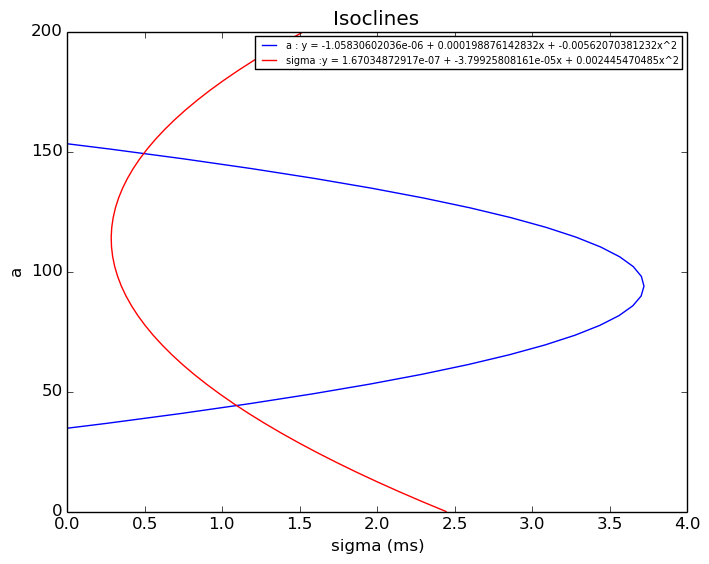 Isoclines
a : y = -1.05830602036e-06 + 0.000198876142832x + -0.00562070381232x^2
sigma :y = 1.67034872917e-07 + -3.79925808161e-05x + 0.002445470485x^2
200
150
100
50
0
a
0.0 0.5 1.0 1.5 2.0 2.5 3.0 3.5 4.0
sigma (ms)